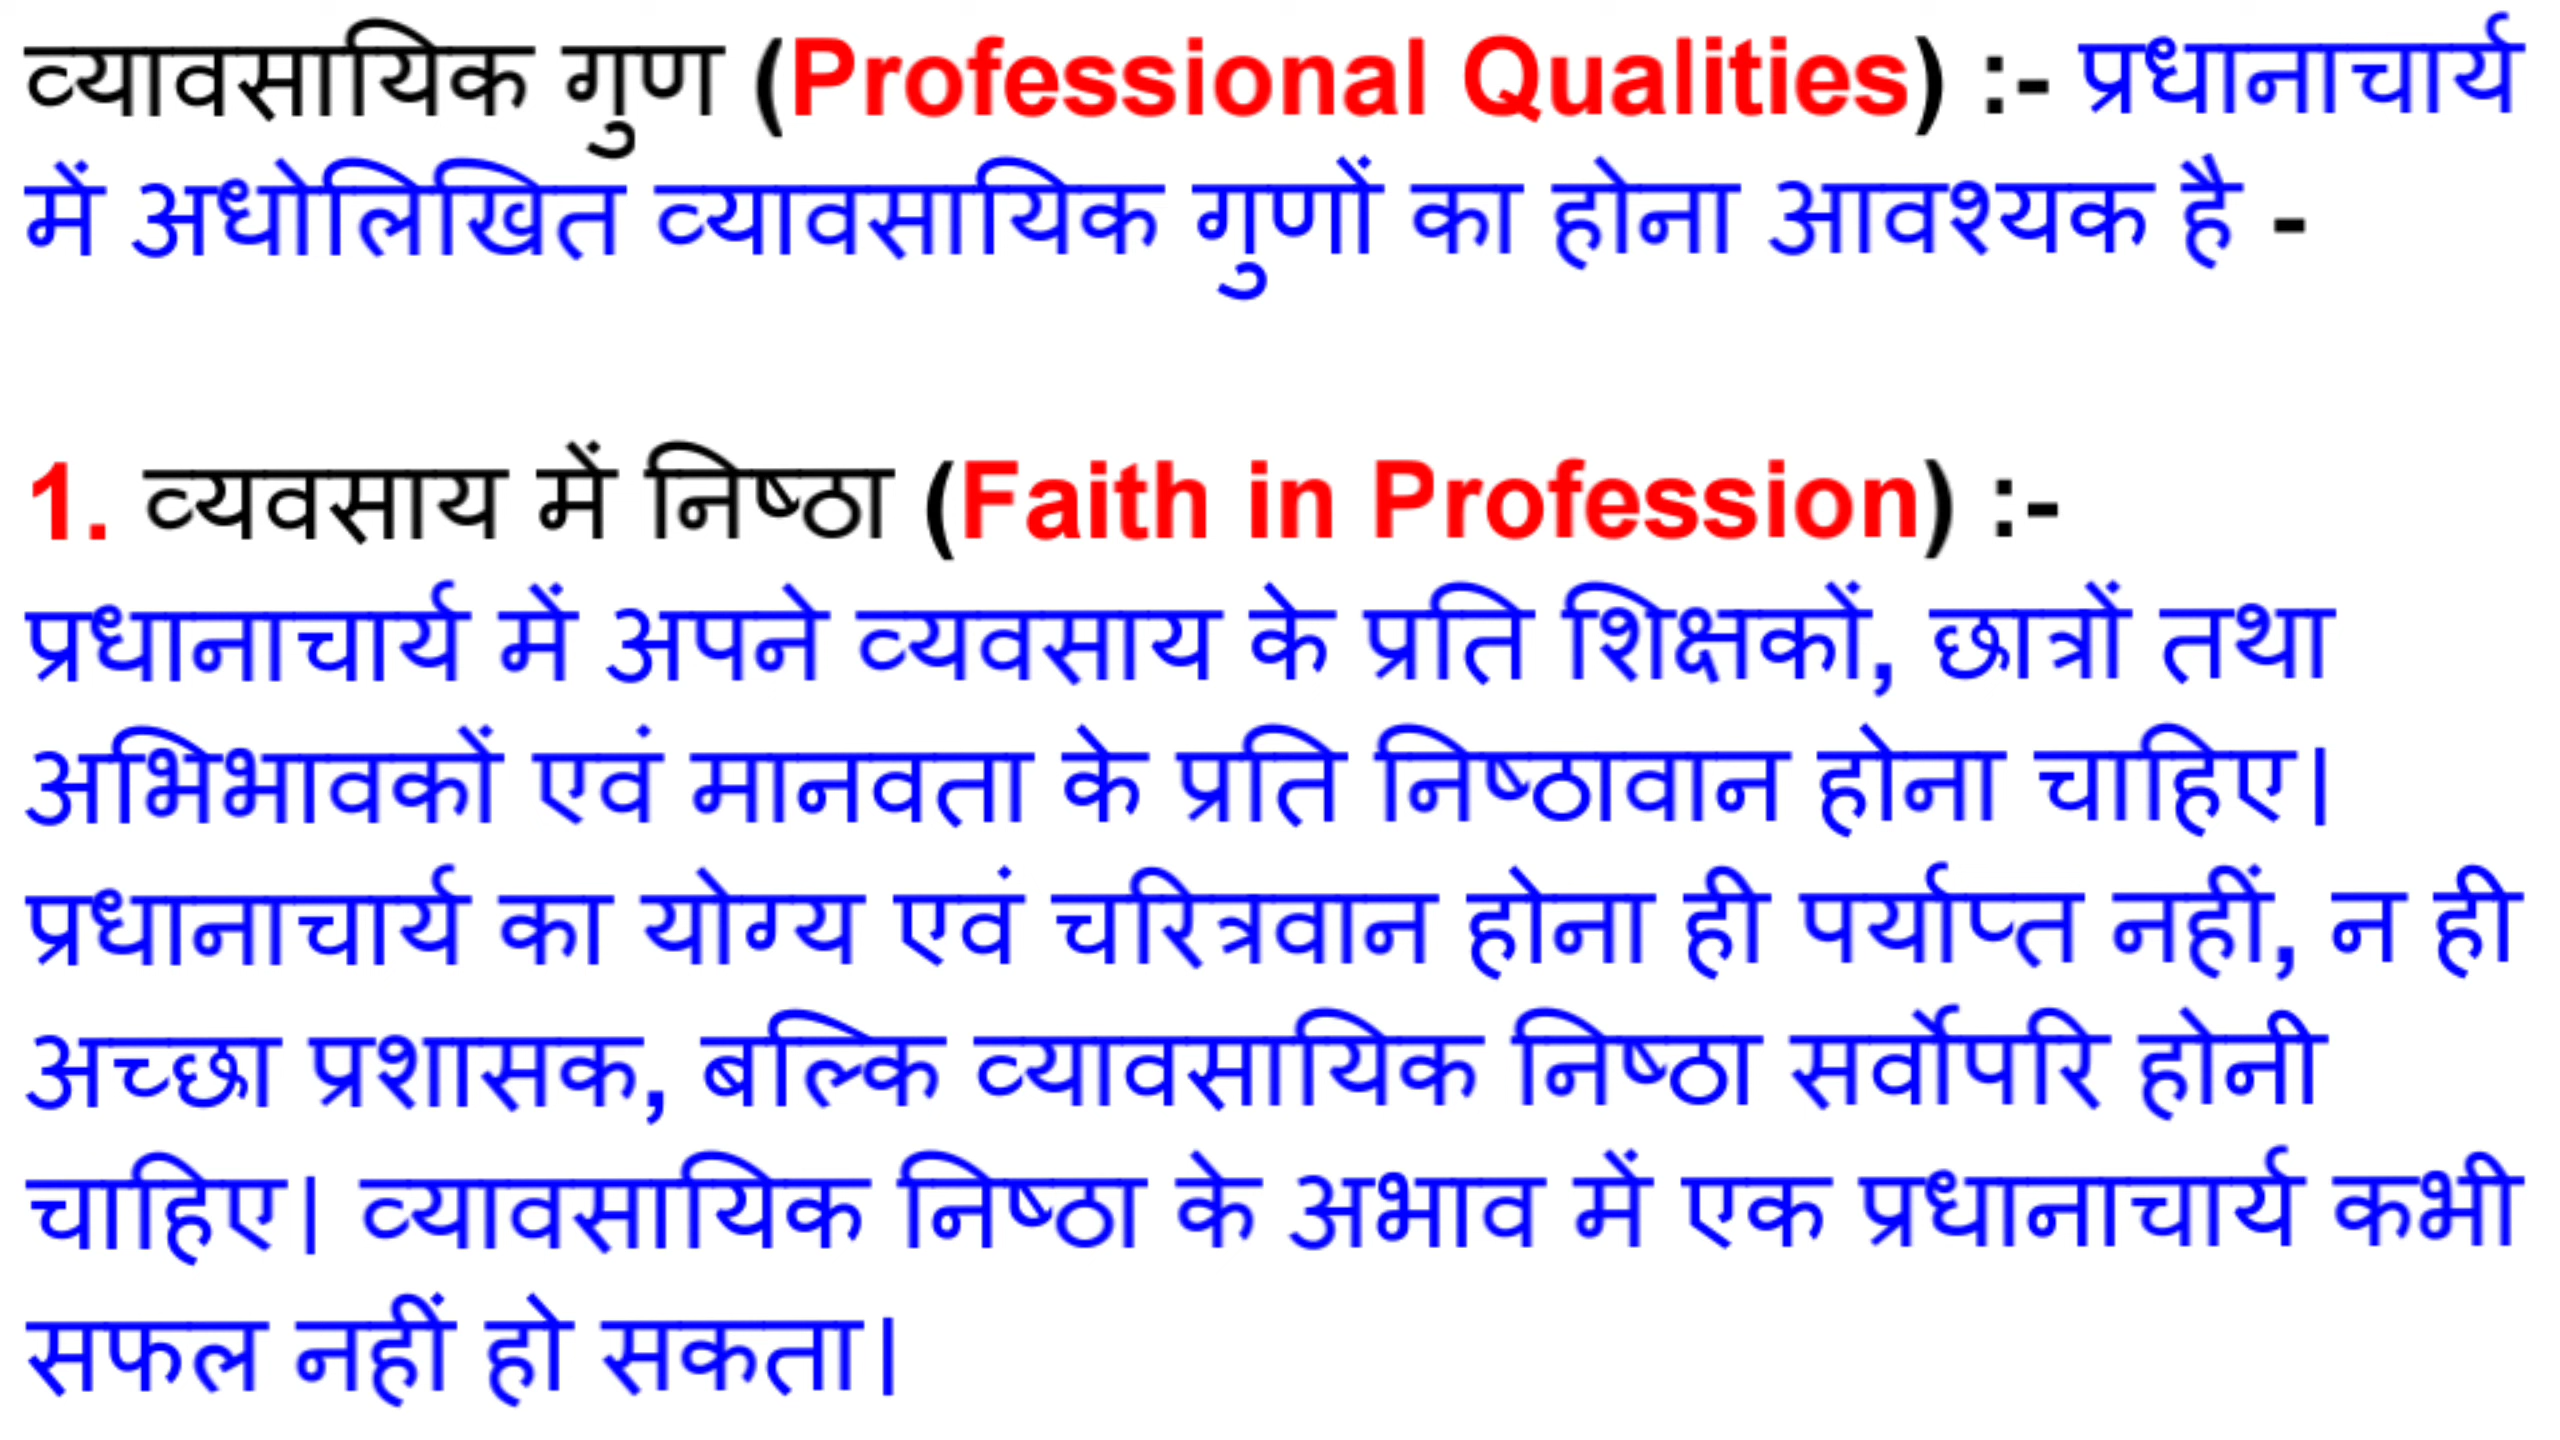 व्यावसायिक गुण (Professional Qualities) :- प्रधानाचार्य
में अधोलिखित व्यावसायिक गुणों का होना आवश्यक है -
1. व्यवसाय में निष्ठा (Faith in Profession) :-
प्रधानाचार्य में अपने व्यवसाय के प्रति शिक्षकों, छात्रों तथा
अभिभावकों एवं मानवता के प्रति निष्ठावान होना चाहिए।
प्रधानाचार्य का योग्य एवं चरित्रवान होना ही पर्याप्त नहीं, न ही
अच्छा प्रशासक, बल्कि व्यावसायिक निष्ठा सर्वोपरि होनी
चाहिए। व्यावसायिक निष्ठा के अभाव में एक प्रधानाचार्य कभी
सफल नहीं हो सकता।